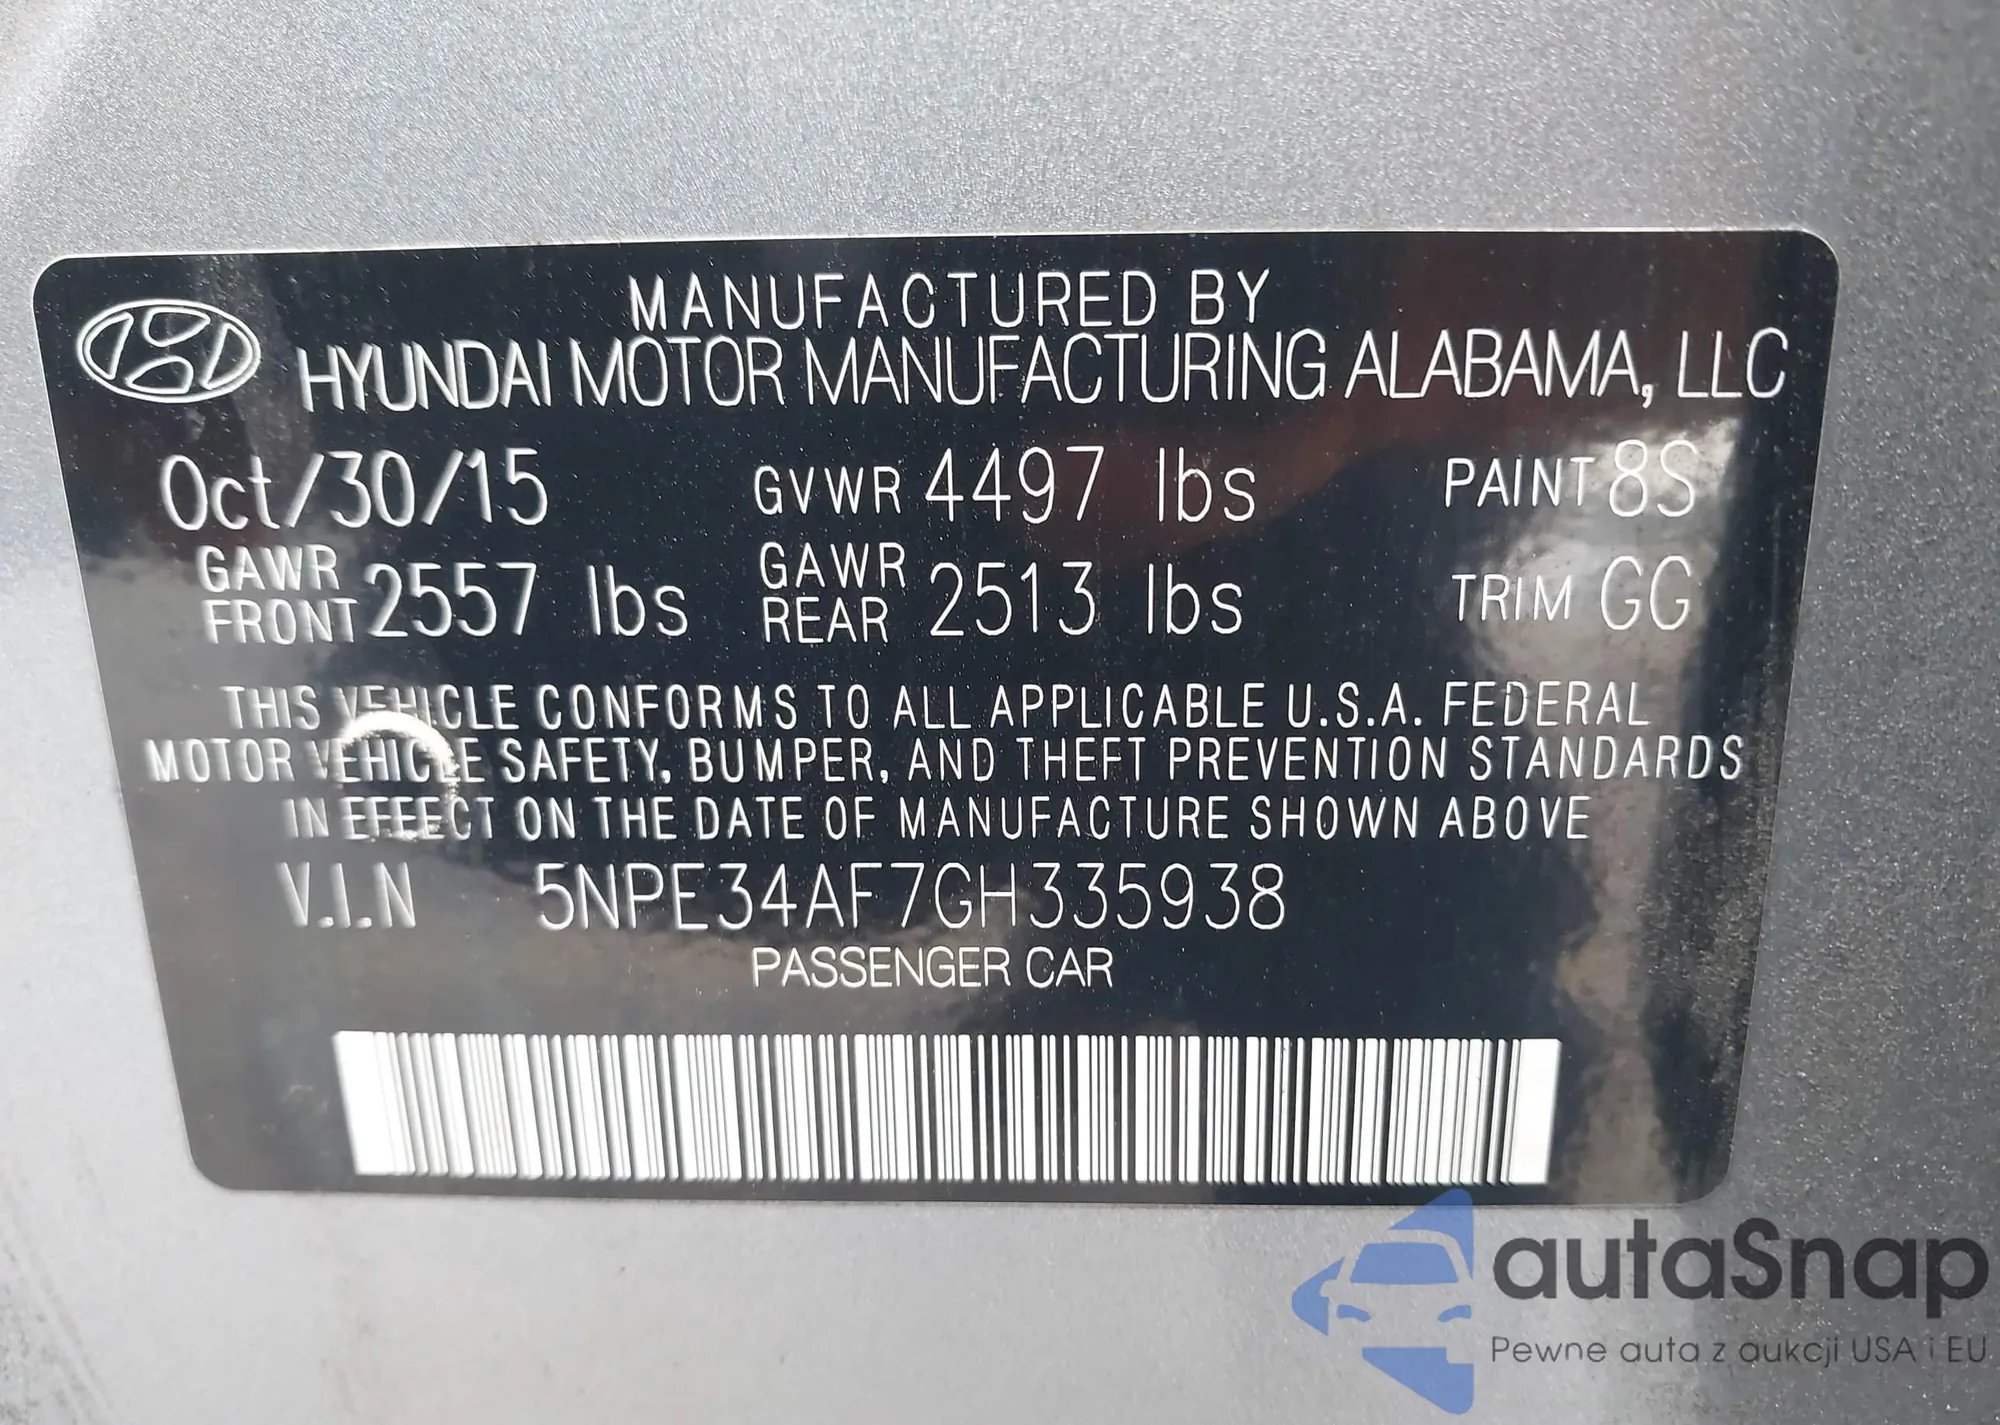 MANUFACTURED BY
HYUNDAI MOTOR MANUFACTURING ALABAMA, LLC
Oct/30/15 GVWR 4497 lbs PAINT 8S
GAWR FRONT 2557 lbs GAWR REAR 2513 lbs TRIM GG
THIS VEHICLE CONFORMS TO ALL APPLICABLE U.S.A. FEDERAL
MOTOR VEHICLE SAFETY, BUMPER, AND THEFT PREVENTION STANDARDS
IN EFFECT ON THE DATE OF MANUFACTURE SHOWN ABOVE
V.I.N 5NPE34AF7GH335938
PASSENGER CAR
autaSnap
Pewne auta z aukcji USA i EU